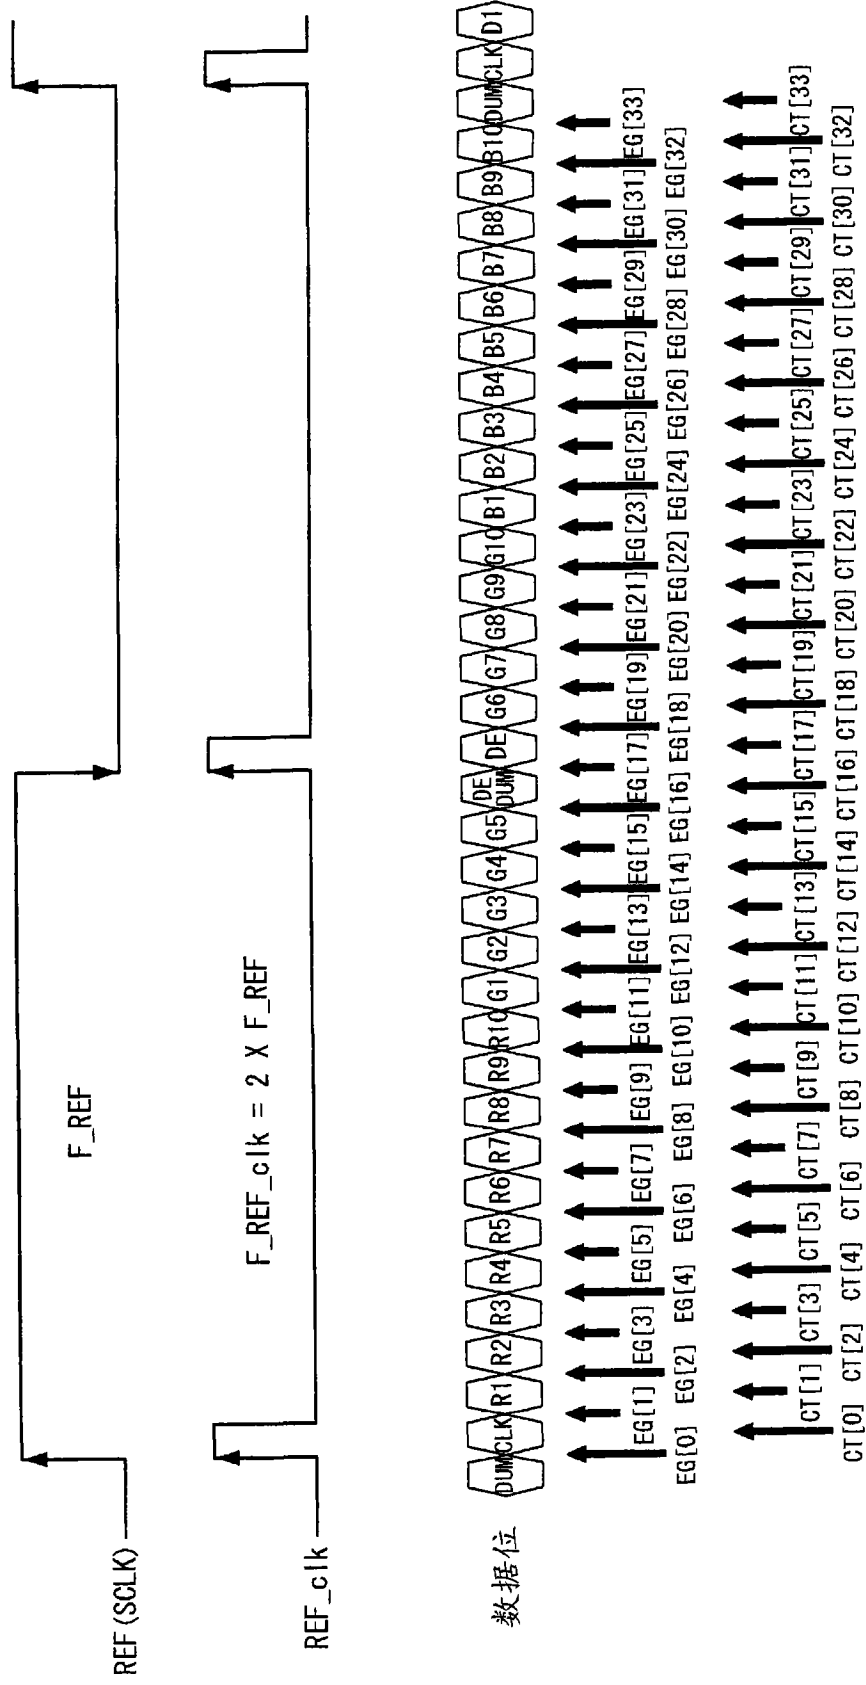 REF(SCLK)
F_REF
REF_clk
F_REF_clk = 2 X F_REF
数据位
DUM CLK R1 R2 R3 R4 R5 R6 R7 R8 R9 R10 G1 G2 G3 G4 G5 DE DUM DE G6 G7 G8 G9 G10 B1 B2 B3 B4 B5 B6 B7 B8 B9 B10 DUM CLK D1
EG[1] EG[3] EG[5] EG[7] EG[9] EG[11] EG[13] EG[15] EG[17] EG[19] EG[21] EG[23] EG[25] EG[27] EG[29] EG[31] EG[33]
EG[0] EG[2] EG[4] EG[6] EG[8] EG[10] EG[12] EG[14] EG[16] EG[18] EG[20] EG[22] EG[24] EG[26] EG[28] EG[30] EG[32]
CT[1] CT[3] CT[5] CT[7] CT[9] CT[11] CT[13] CT[15] CT[17] CT[19] CT[21] CT[23] CT[25] CT[27] CT[29] CT[31] CT[33]
CT[0] CT[2] CT[4] CT[6] CT[8] CT[10] CT[12] CT[14] CT[16] CT[18] CT[20] CT[22] CT[24] CT[26] CT[28] CT[30] CT[32]